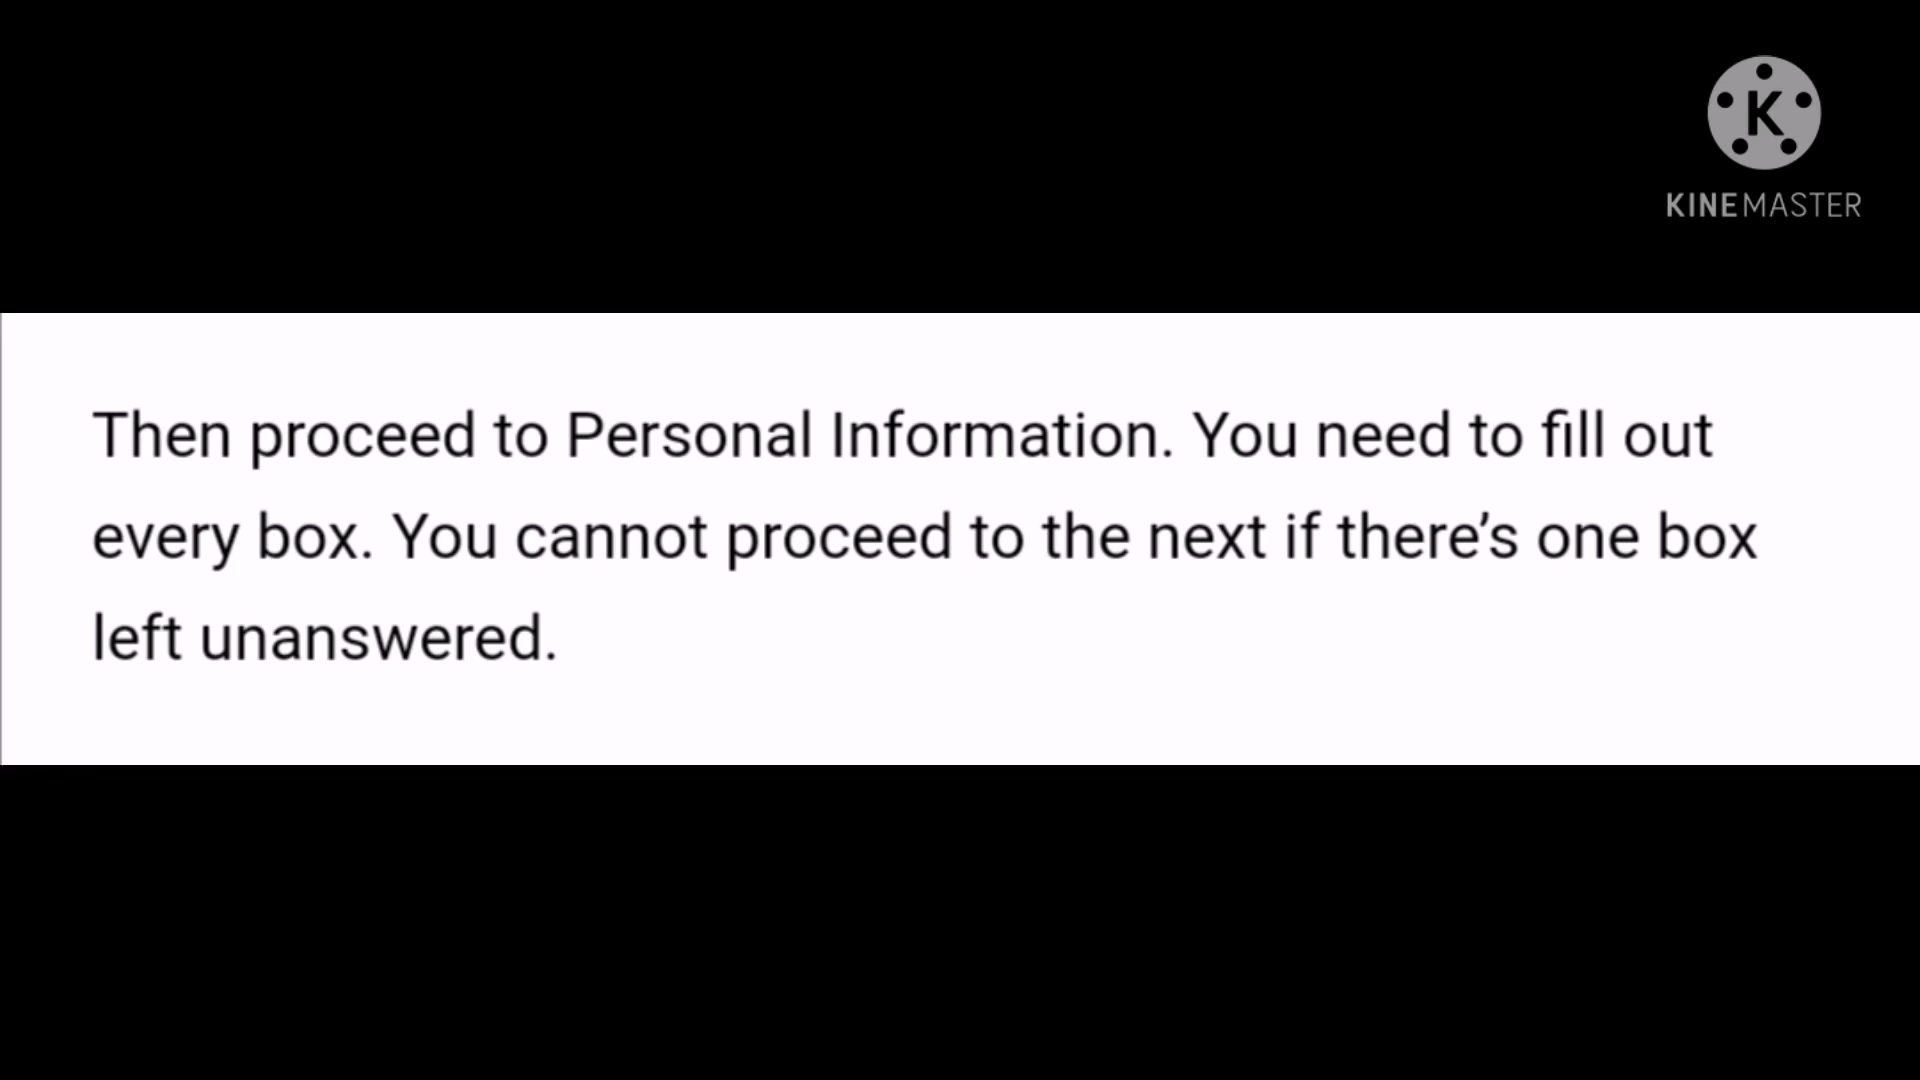 K
KINEMASTER
Then proceed to Personal Information. You need to fill out
every box. You cannot proceed to the next if there’s one box
left unanswered.